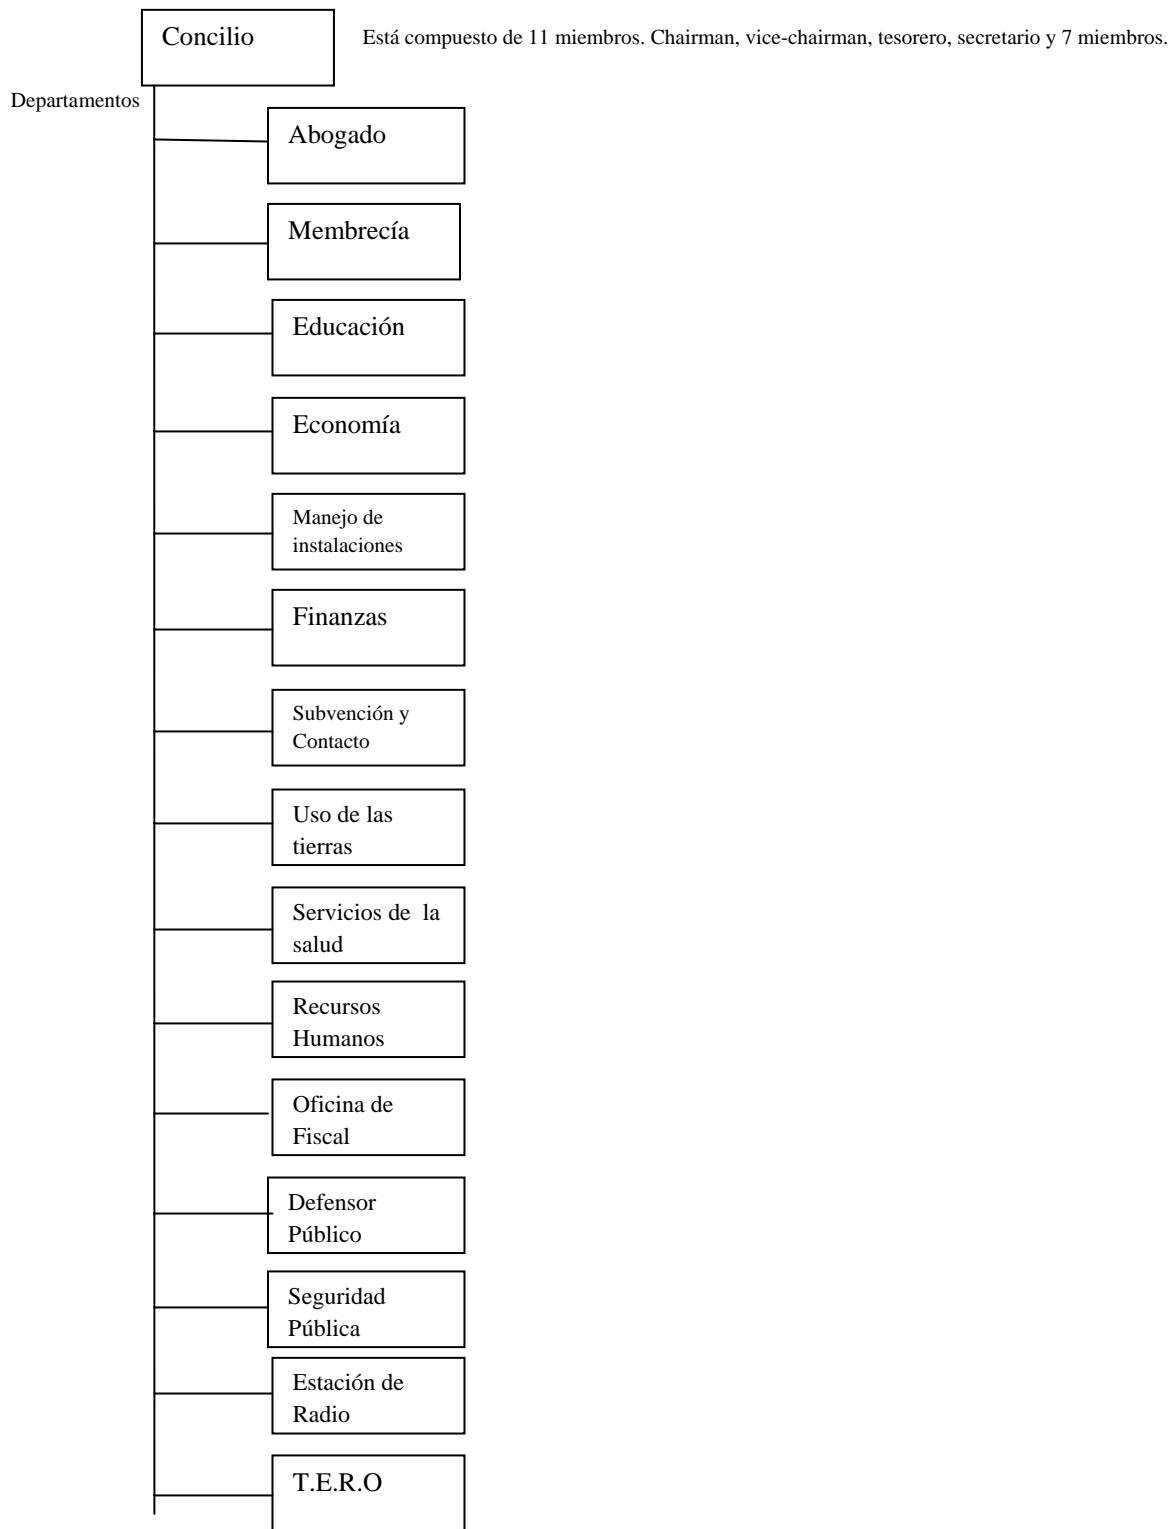 Concilio
Está compuesto de 11 miembros. Chairman, vice-chairman, tesorero, secretario y 7 miembros.
Departamentos
Abogado
Membrecía
Educación
Economía
Manejo de
instalaciones
Finanzas
Subvención y
Contacto
Uso de las
tierras
Servicios de  la
salud
Recursos
Humanos
Oficina de
Fiscal
Defensor
Público
Seguridad
Pública
Estación de
Radio
T.E.R.O